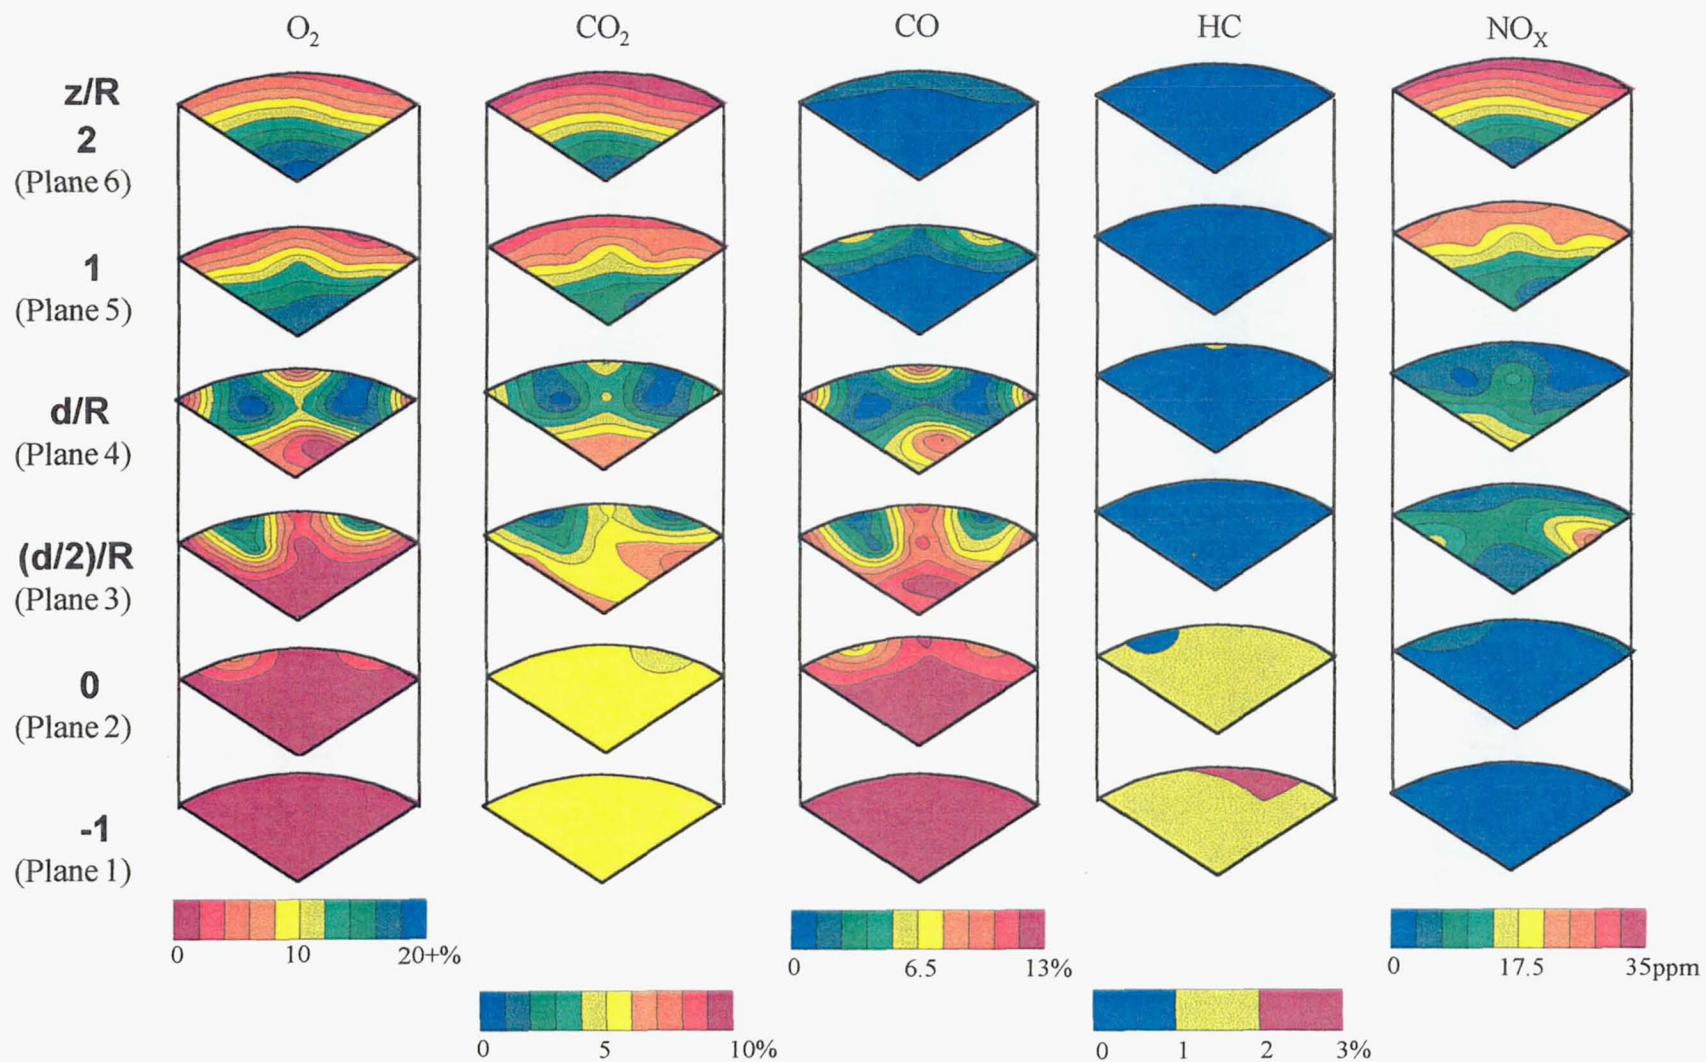 O₂ CO₂ CO HC NOₓ
z/R
2
(Plane 6)
1
(Plane 5)
d/R
(Plane 4)
(d/2)/R
(Plane 3)
0
(Plane 2)
-1
(Plane 1)
0 10 20+%
0 6.5 13%
0 17.5 35ppm
0 5 10%
0 1 2 3%